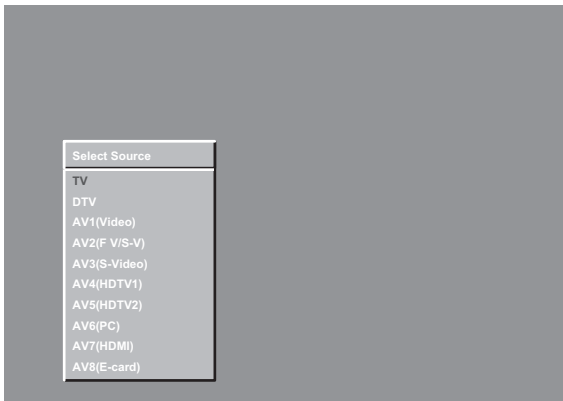 Select Source
TV
DTV
AV1(Video)
AV2(F V/S-V)
AV3(S-Video)
AV4(HDTV1)
AV5(HDTV2)
AV6(PC)
AV7(HDMI)
AV8(E-card)